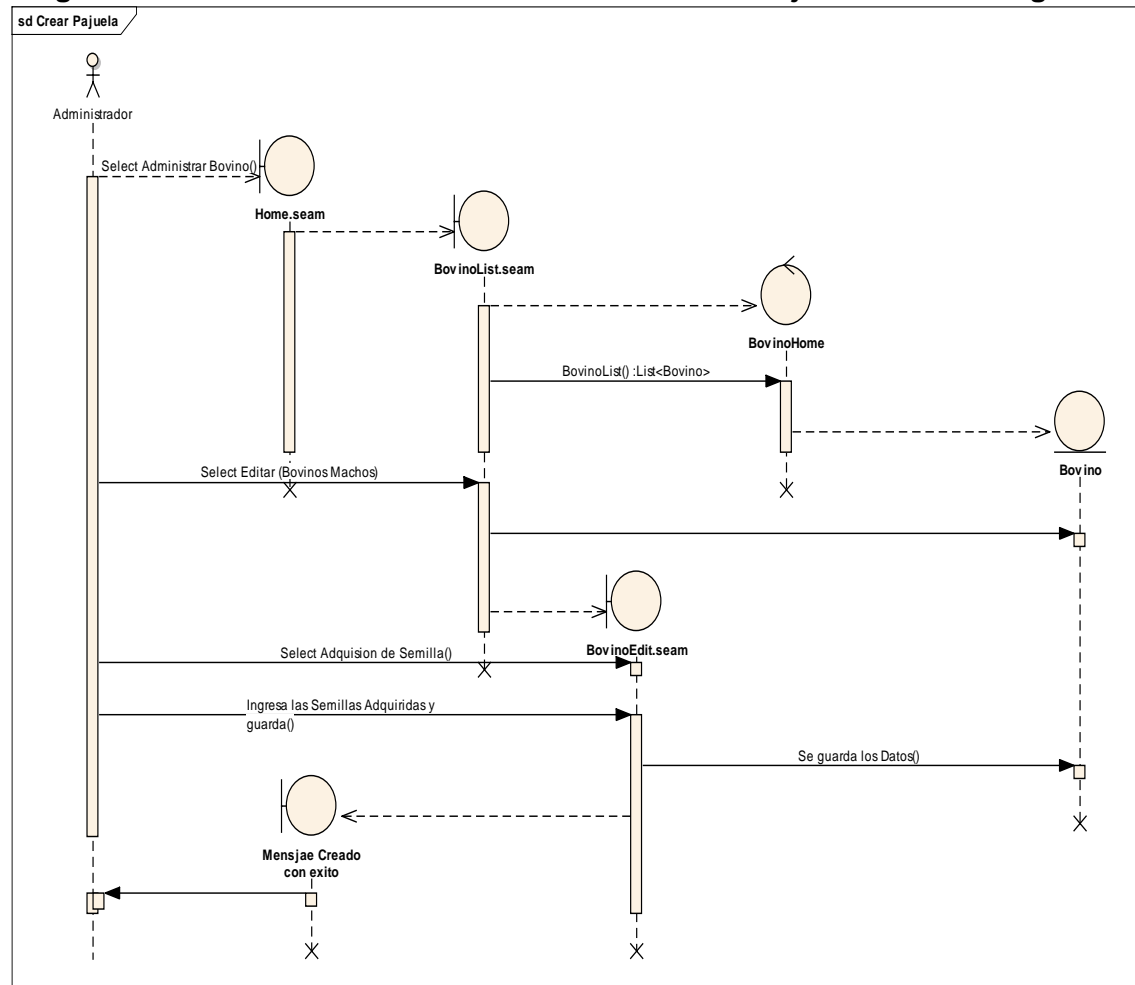 sd Crear Pajuela
Administrador
Select Administrar Bovino()
Home.seam
BovinoList.seam
BovinoHome
BovinoList() :List<Bovino>
Bovino
Select Editar (Bovinos Machos)
BovinoEdit.seam
Select Adquision de Semilla()
Ingresa las Semillas Adquiridas y
guarda()
Se guarda los Datos()
Mensjae Creado
con exito